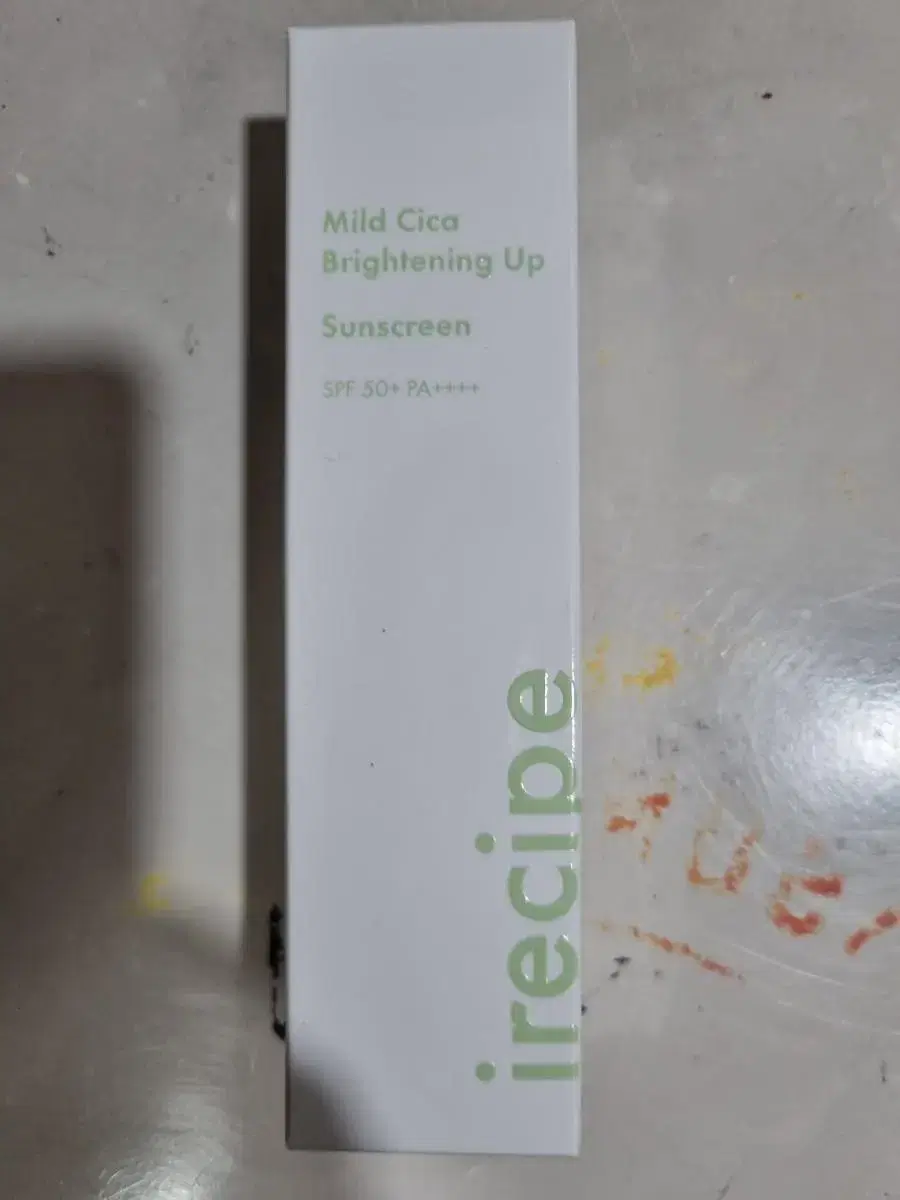 Mild Cica
Brightening Up
Sunscreen
SPF 50+ PA++++
irecipe